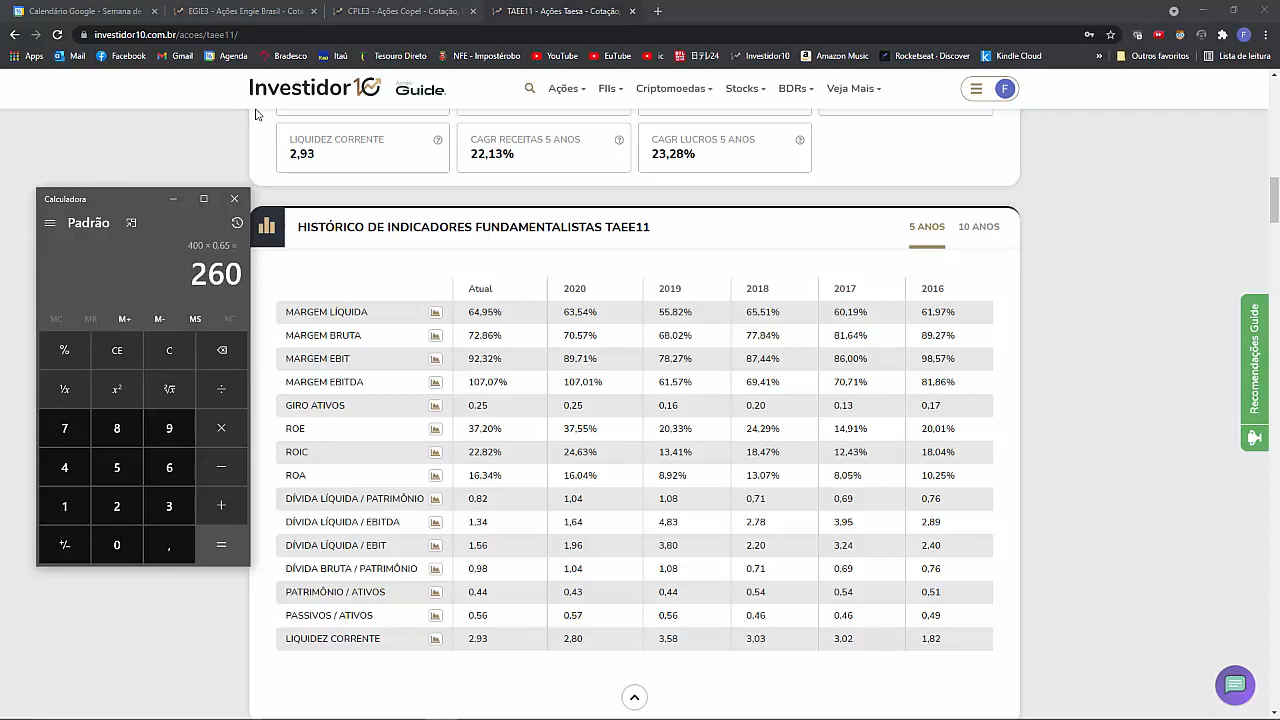 Calendário Google - Semana de
EGIE3 - Ações Engie Brasil - Cota
CPLE3 - Ações Copel - Cotação,
TAEE11 - Ações Taesa - Cotação,
investidor10.com.br/acoes/taee11/
F
Apps Mail Facebook Gmail Agenda Bradesco Itaú Tesouro Direto NFE - Impostérobo YouTube ic Investidor10 Amazon Music Rocketseat - Discover Kindle Cloud » Outros favoritos Lista de leitura
Investidor10 Guide. Ações FIIs Criptomoedas Stocks BDRs Veja Mais F
LIQUIDEZ CORRENTE
2,93
CAGR RECEITAS 5 ANOS
22,13%
CAGR LUCROS 5 ANOS
23,28%
Calculadora
Padrão
400 × 0,65 =
260
MC MR M+ M- MS
% CE C
¹/x x² ²√x ÷
7 8 9 ×
4 5 6 −
1 2 3 +
+/- 0 , =
HISTÓRICO DE INDICADORES FUNDAMENTALISTAS TAEE11 5 ANOS 10 ANOS
Atual 2020 2019 2018 2017 2016
MARGEM LÍQUIDA 64,95% 63,54% 55,82% 65,51% 60,19% 61,97%
MARGEM BRUTA 72,86% 70,57% 68,02% 77,84% 81,64% 89,27%
MARGEM EBIT 92,32% 89,71% 78,27% 87,44% 86,00% 98,57%
MARGEM EBITDA 107,07% 107,01% 61,57% 69,41% 70,71% 81,86%
GIRO ATIVOS 0,25 0,25 0,16 0,20 0,13 0,17
ROE 37,20% 37,55% 20,33% 24,29% 14,91% 20,01%
ROIC 22,82% 24,63% 13,41% 18,47% 12,43% 18,04%
ROA 16,34% 16,04% 8,92% 13,07% 8,05% 10,25%
DÍVIDA LÍQUIDA / PATRIMÔNIO 0,82 1,04 1,08 0,71 0,69 0,76
DÍVIDA LÍQUIDA / EBITDA 1,34 1,64 4,83 2,78 3,95 2,89
DÍVIDA LÍQUIDA / EBIT 1,56 1,96 3,80 2,20 3,24 2,40
DÍVIDA BRUTA / PATRIMÔNIO 0,98 1,04 1,08 0,71 0,69 0,76
PATRIMÔNIO / ATIVOS 0,44 0,43 0,44 0,54 0,54 0,51
PASSIVOS / ATIVOS 0,56 0,57 0,56 0,46 0,46 0,49
LIQUIDEZ CORRENTE 2,93 2,80 3,58 3,03 3,02 1,82
Recomendações Guide